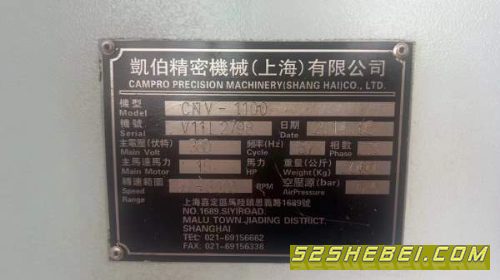 凱伯精密機械(上海)有限公司
CAMPRO PRECISION MACHINERY(SHANG HAI)CO., LTD.
機型 Model CNV-1100
機號 Serial 日期 Date
主電壓(伏特) Main Volt 頻率(Hz) Cycle 相數
主馬達馬力 Main Motor 馬力 HP 重量(公斤) Weight(Kg)
轉速範圍 Speed Range RPM 空壓源(bar) AirPressure
上海嘉定區馬陸鎮思義路1689號
NO.1689.SIYIROAD.
MALU TOWN.JIADING DISTRICT,
SHANGHAI
TEL: 021-69156662
FAX: 021-69156338
52SHEBEI.COM